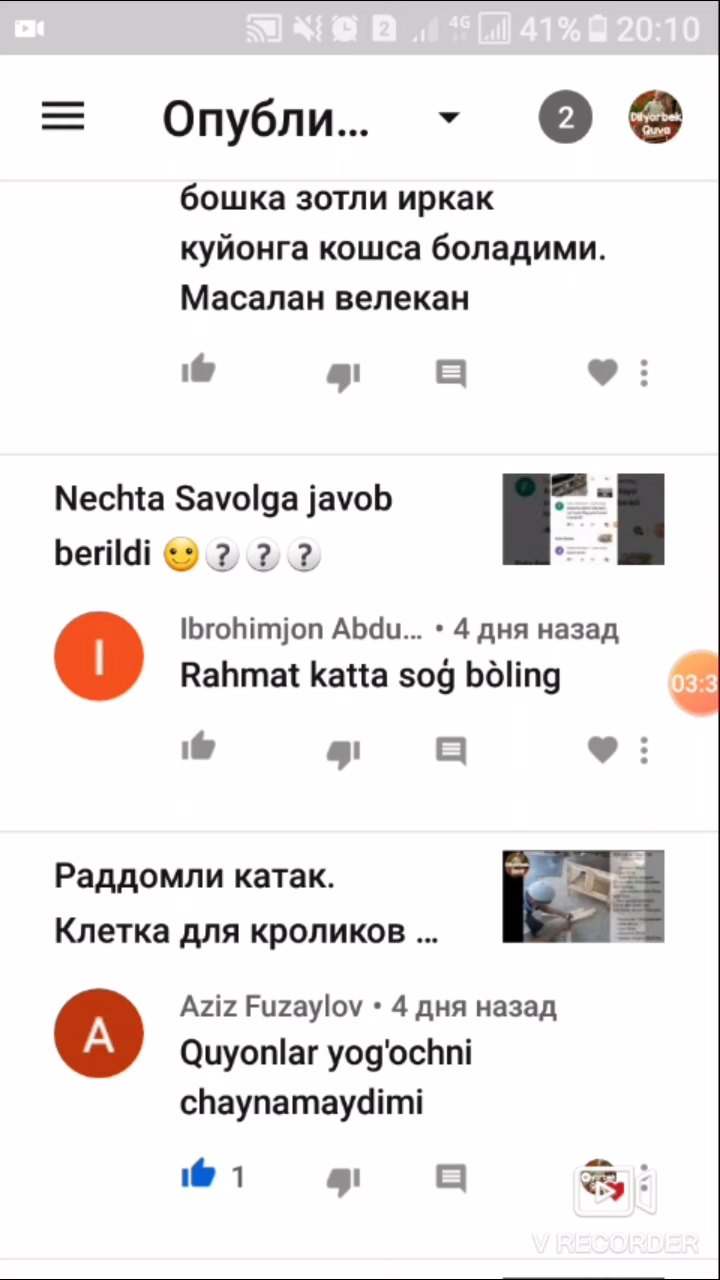 4G 41% 20:10
Опубли... 2
Dilyorbek
Quva
бошка зотли иркак
куйонга кошса боладими.
Масалан велекан
Nechta Savolga javob
berildi 🙂???
I
Ibrohimjon Abdu... • 4 дня назад
Rahmat katta soģ bòling
03:3
Раддомли катак.
Клетка для кроликов ...
A
Aziz Fuzaylov • 4 дня назад
Quyonlar yog'ochni
chaynamaydimi
1
V RECORDER